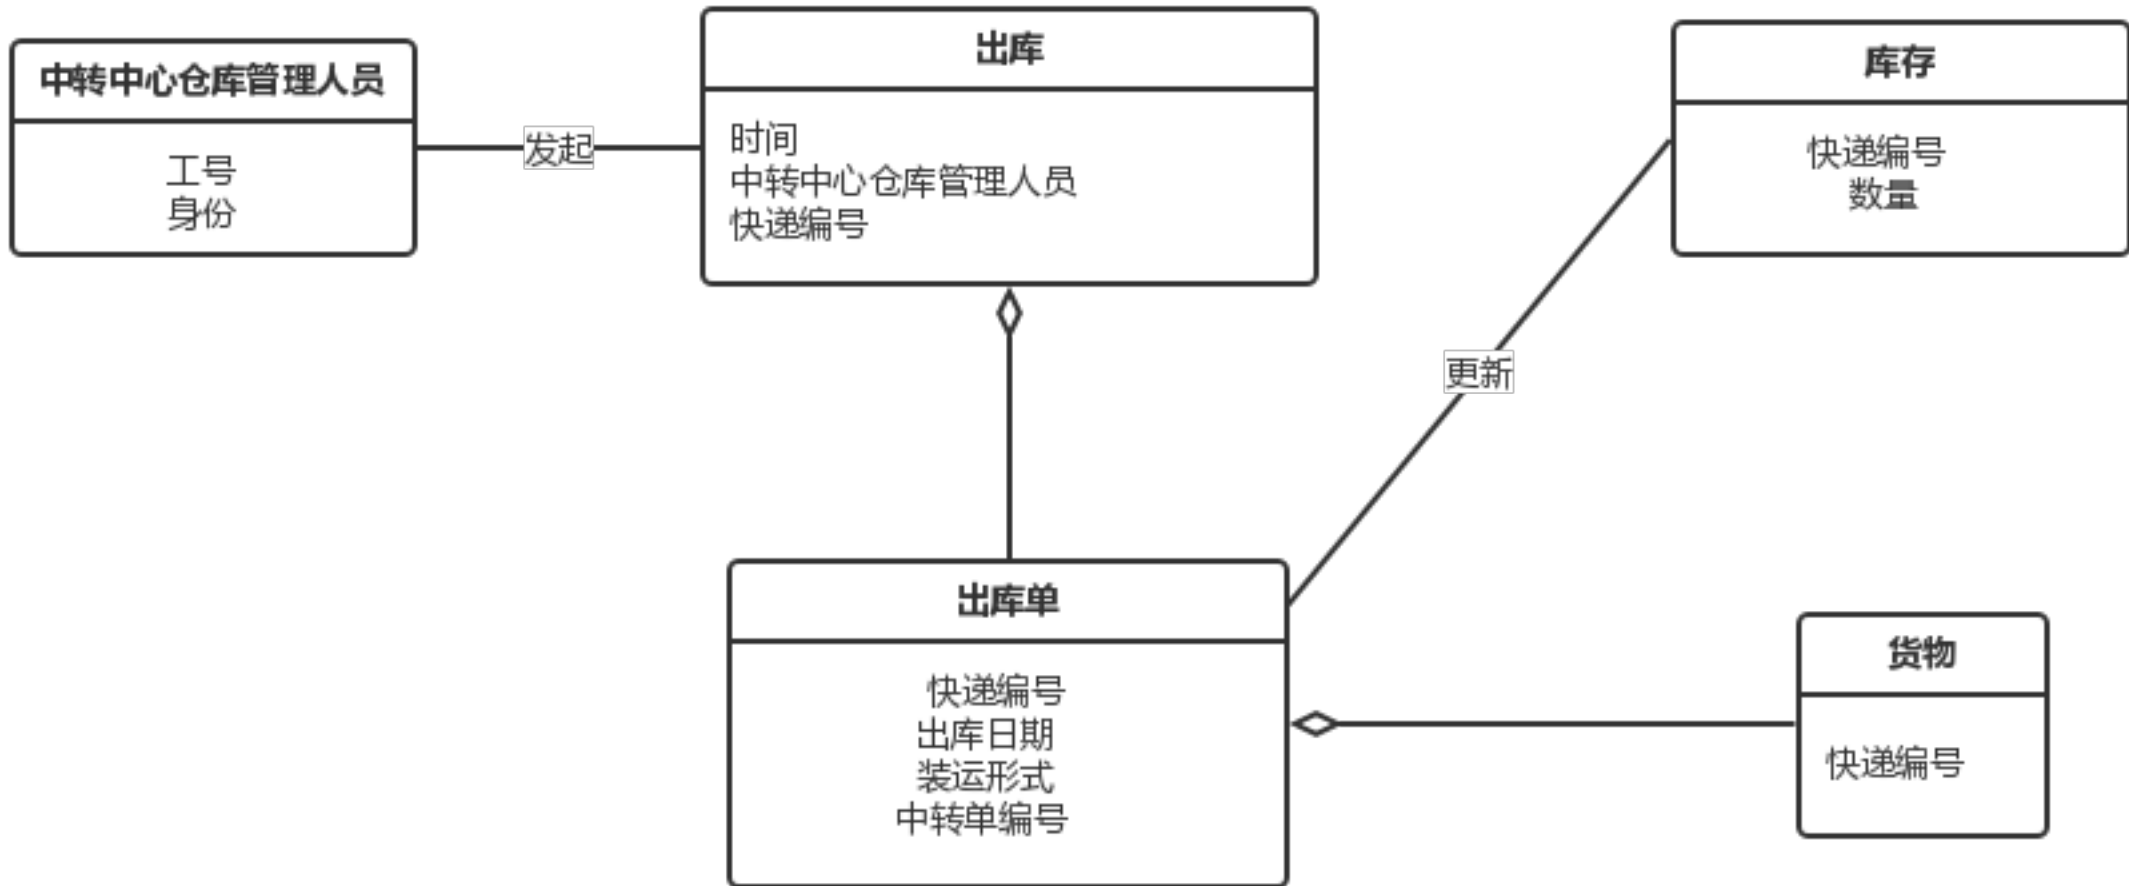 中转中心仓库管理人员
工号
身份
发起
出库
时间
中转中心仓库管理人员
快递编号
库存
快递编号
数量
更新
出库单
快递编号
出库日期
装运形式
中转单编号
货物
快递编号